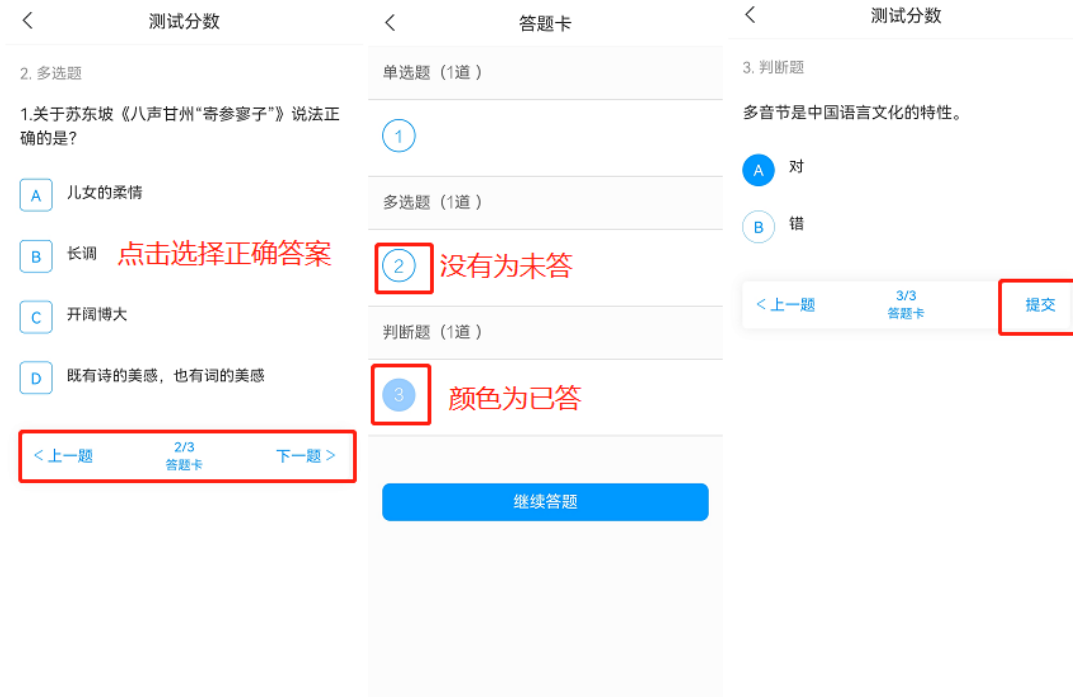 测试分数
2. 多选题
1.关于苏东坡《八声甘州“寄参寥子”》说法正
确的是?
A 儿女的柔情
B 长调
点击选择正确答案
C 开阔博大
D 既有诗的美感，也有词的美感
<上一题
2/3
答题卡
下一题>
答题卡
单选题（1道 ）
1
多选题（1道 ）
2
没有为未答
判断题（1道 ）
3
颜色为已答
继续答题
测试分数
3. 判断题
多音节是中国语言文化的特性。
A 对
B 错
<上一题
3/3
答题卡
提交